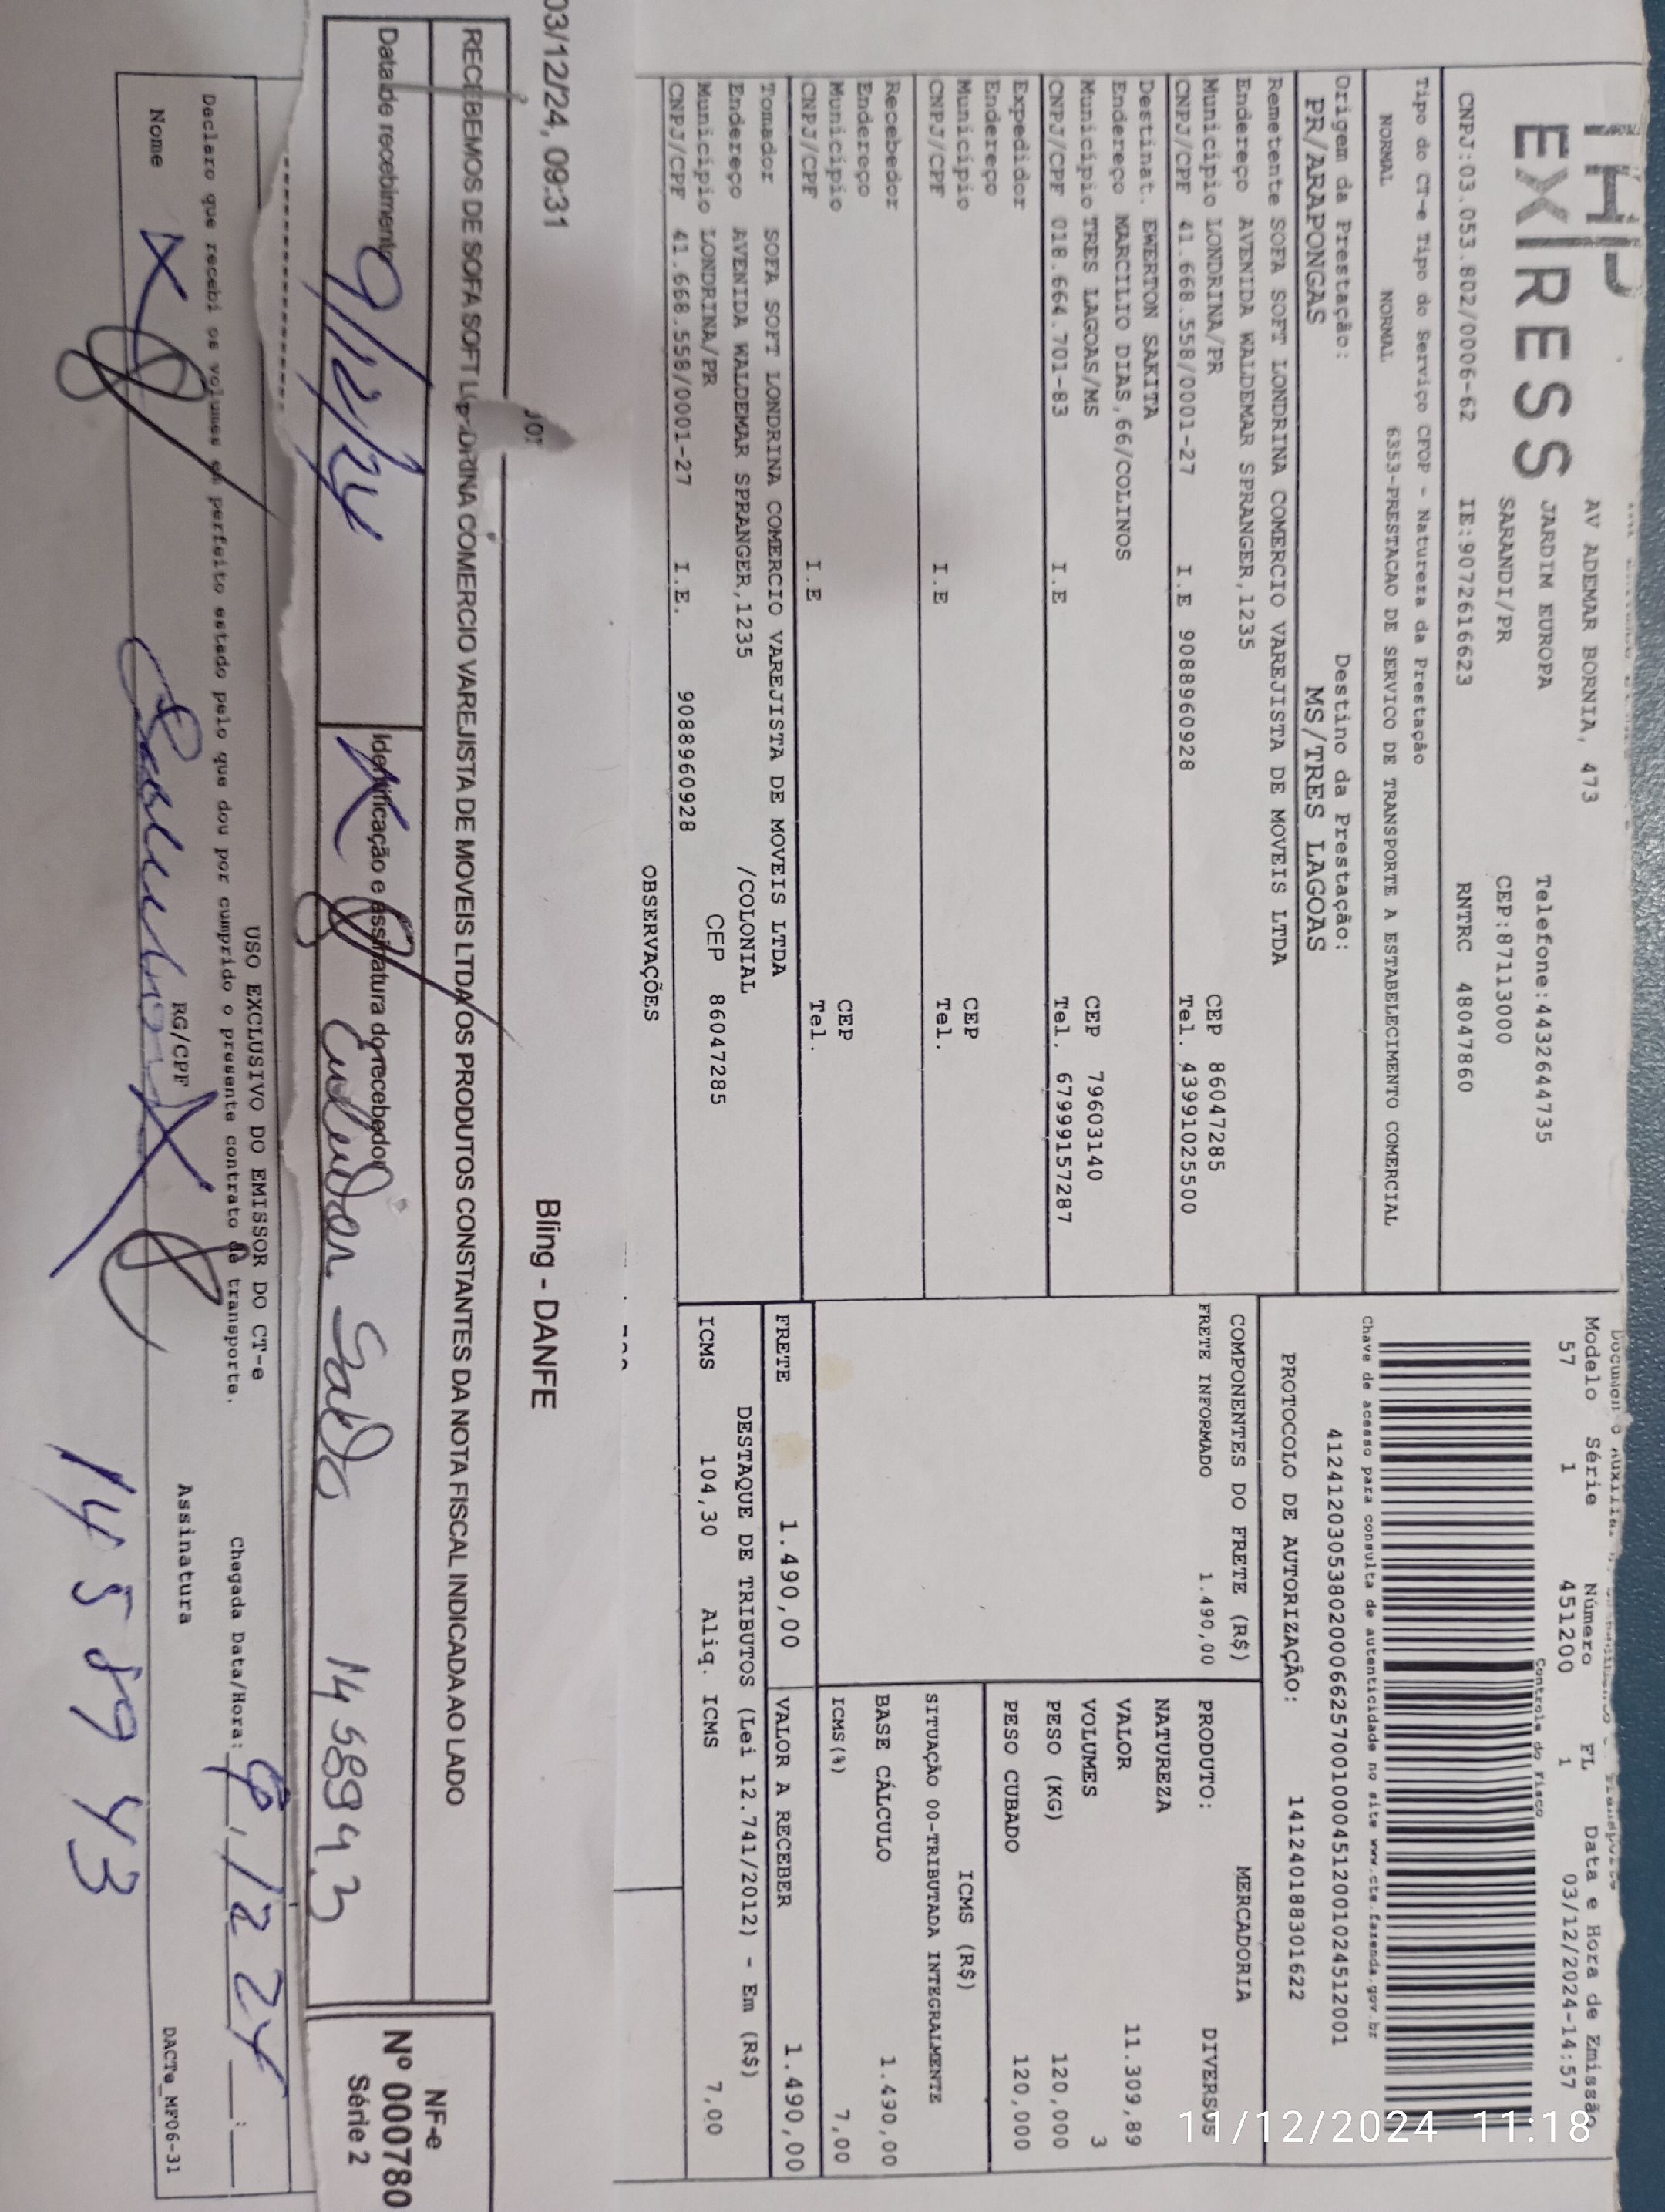 THP
EXPRESS
AV ADEMAR BORNIA, 473
JARDIM EUROPA
SARANDI/PR
Telefone:4432644735
CEP:87113000
CNPJ:03.053.802/0006-62 IE:9072616623 RNTRC 48047860
Modelo Série Número FL Data e Hora de Emissão
57 1 451200 1 03/12/2024-14:57
Controle do Fisco
Chave de acesso para consulta de autenticidade no site www.cte.fazenda.gov.br
41241203053802000662570010004512001024512001
PROTOCOLO DE AUTORIZAÇÃO: 141240188301622
Tipo do CT-e Tipo do Serviço CFOP - Natureza da Prestação
NORMAL NORMAL 6353-PRESTACAO DE SERVICO DE TRANSPORTE A ESTABELECIMENTO COMERCIAL
Origem da Prestação: Destino da Prestação:
PR/ARAPONGAS MS/TRES LAGOAS
Remetente SOFA SOFT LONDRINA COMERCIO VAREJISTA DE MOVEIS LTDA
Endereço AVENIDA WALDEMAR SPRANGER,1235
Município LONDRINA/PR CEP 86047285
CNPJ/CPF 41.668.558/0001-27 I.E 9088960928 Tel. 43991025500
Destinat. EWERTON SAKITA
Endereço MARCILIO DIAS,66/COLINOS
Município TRES LAGOAS/MS CEP 79603140
CNPJ/CPF 018.664.701-83 I.E Tel. 67999157287
Expedidor
Endereço
Município CEP
CNPJ/CPF I.E Tel.
Recebedor
Endereço
Município CEP
CNPJ/CPF I.E Tel.
Tomador SOFA SOFT LONDRINA COMERCIO VAREJISTA DE MOVEIS LTDA
Endereço AVENIDA WALDEMAR SPRANGER,1235 /COLONIAL
Município LONDRINA/PR CEP 86047285
CNPJ/CPF 41.668.558/0001-27 I.E. 9088960928
COMPONENTES DO FRETE (R$)
FRETE INFORMADO 1.490,00
MERCADORIA
PRODUTO: DIVERSOS
NATUREZA
VALOR 11.309,89
VOLUMES 3
PESO (KG) 120,000
PESO CUBADO 120,000
ICMS (R$)
SITUAÇÃO 00-TRIBUTADA INTEGRALMENTE
BASE CÁLCULO 1.490,00
ICMS(%) 7,00
FRETE 1.490,00 VALOR A RECEBER 1.490,00
DESTAQUE DE TRIBUTOS (Lei 12.741/2012) - Em (R$)
ICMS 104,30 Aliq. ICMS 7,00
OBSERVAÇÕES
03/12/24, 09:31 Bling - DANFE
RECEBEMOS DE SOFA SOFT LONDRINA COMERCIO VAREJISTA DE MOVEIS LTDA OS PRODUTOS CONSTANTES DA NOTA FISCAL INDICADA AO LADO
Data de recebimento Identificação e assinatura do recebedor
9/12/24 X 14 58943
NF-e
Nº 000780
Série 2
USO EXCLUSIVO DO EMISSOR DO CT-e
Declaro que recebi os volumes em perfeito estado pelo que dou por cumprido o presente contrato de transporte.
Chegada Data/Hora: 9/12/24 __:__
Nome X RG/CPF X Assinatura
14 5 89 43
DACTe_MF06-31
11/12/2024 11:18